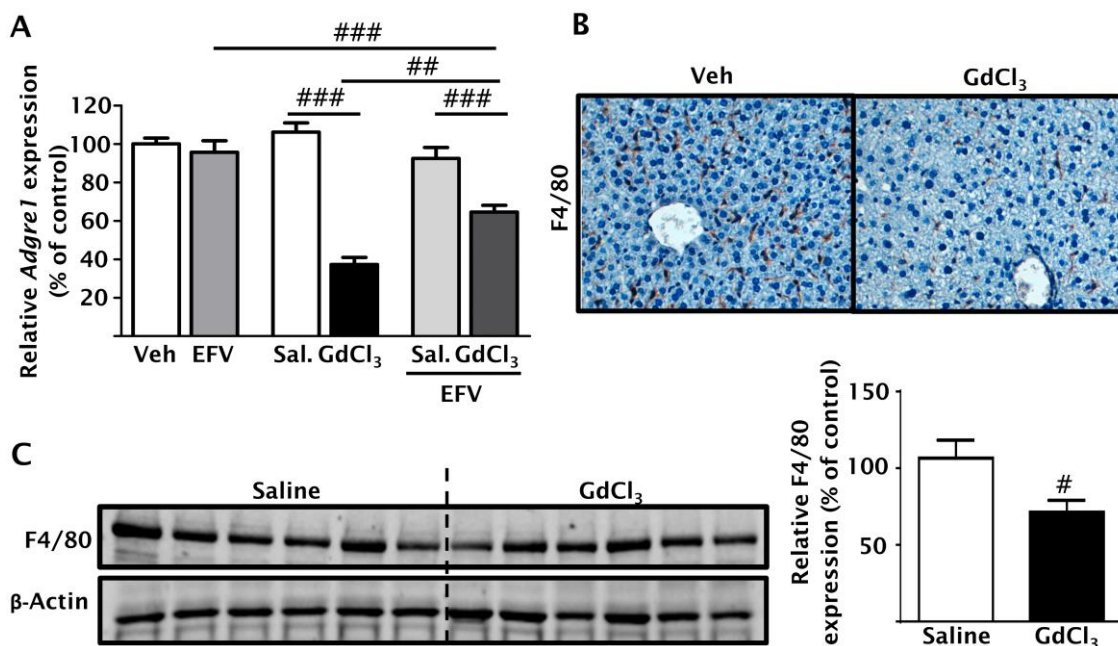 A
###
##
###
###
Relative Adgre1 expression
(% of control)
120
100
80
60
40
20
Veh
EFV
Sal.
GdCl₃
Sal.
GdCl₃
EFV
B
Veh
GdCl₃
F4/80
C
Saline
GdCl₃
F4/80
β-Actin
Relative F4/80
expression (% of control)
150
100
50
#
Saline
GdCl₃